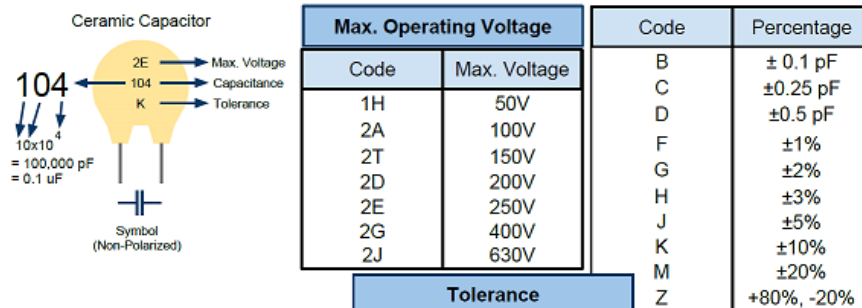 Ceramic Capacitor
2E
Max. Voltage
104
104
Capacitance
K
Tolerance
10x10 4
= 100,000 pF
= 0.1 uF
Symbol
(Non-Polarized)
Max. Operating Voltage
Code Max. Voltage
1H 50V
2A 100V
2T 150V
2D 200V
2E 250V
2G 400V
2J 630V
Tolerance
Code Percentage
B ± 0.1 pF
C ±0.25 pF
D ±0.5 pF
F ±1%
G ±2%
H ±3%
J ±5%
K ±10%
M ±20%
Z +80%, -20%